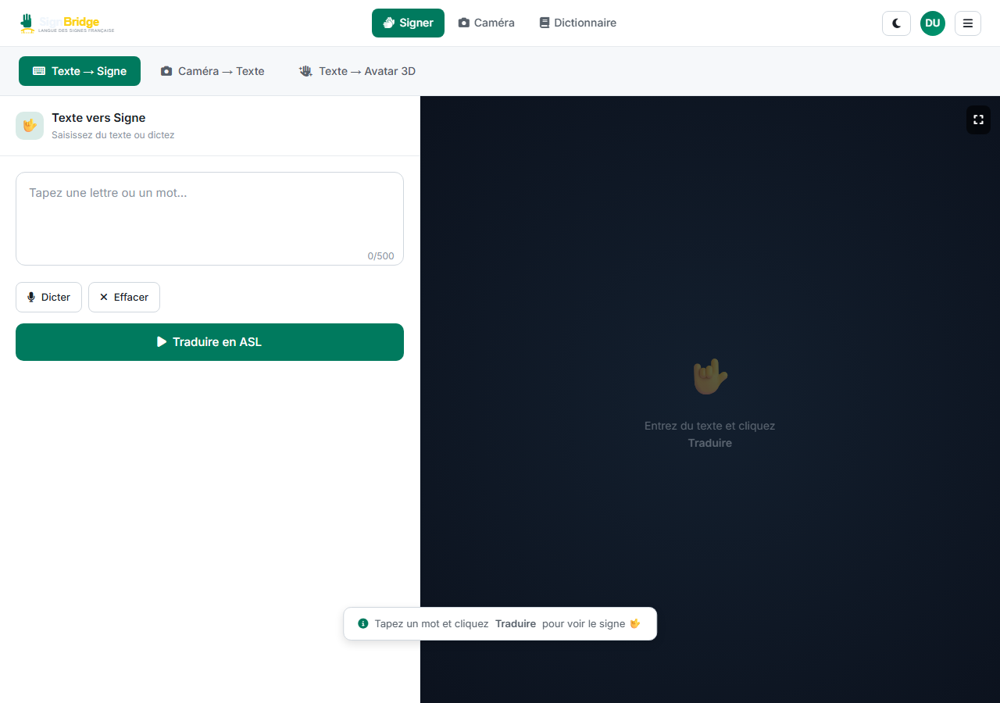 SignBridge
LANGUE DES SIGNES FRANÇAISE
Signer
Caméra
Dictionnaire
DU
Texte → Signe
Caméra → Texte
Texte → Avatar 3D
Texte vers Signe
Saisissez du texte ou dictez
Tapez une lettre ou un mot...
0/500
Dicter
Effacer
Traduire en ASL
Entrez du texte et cliquez
Traduire
Tapez un mot et cliquez Traduire pour voir le signe 🤟